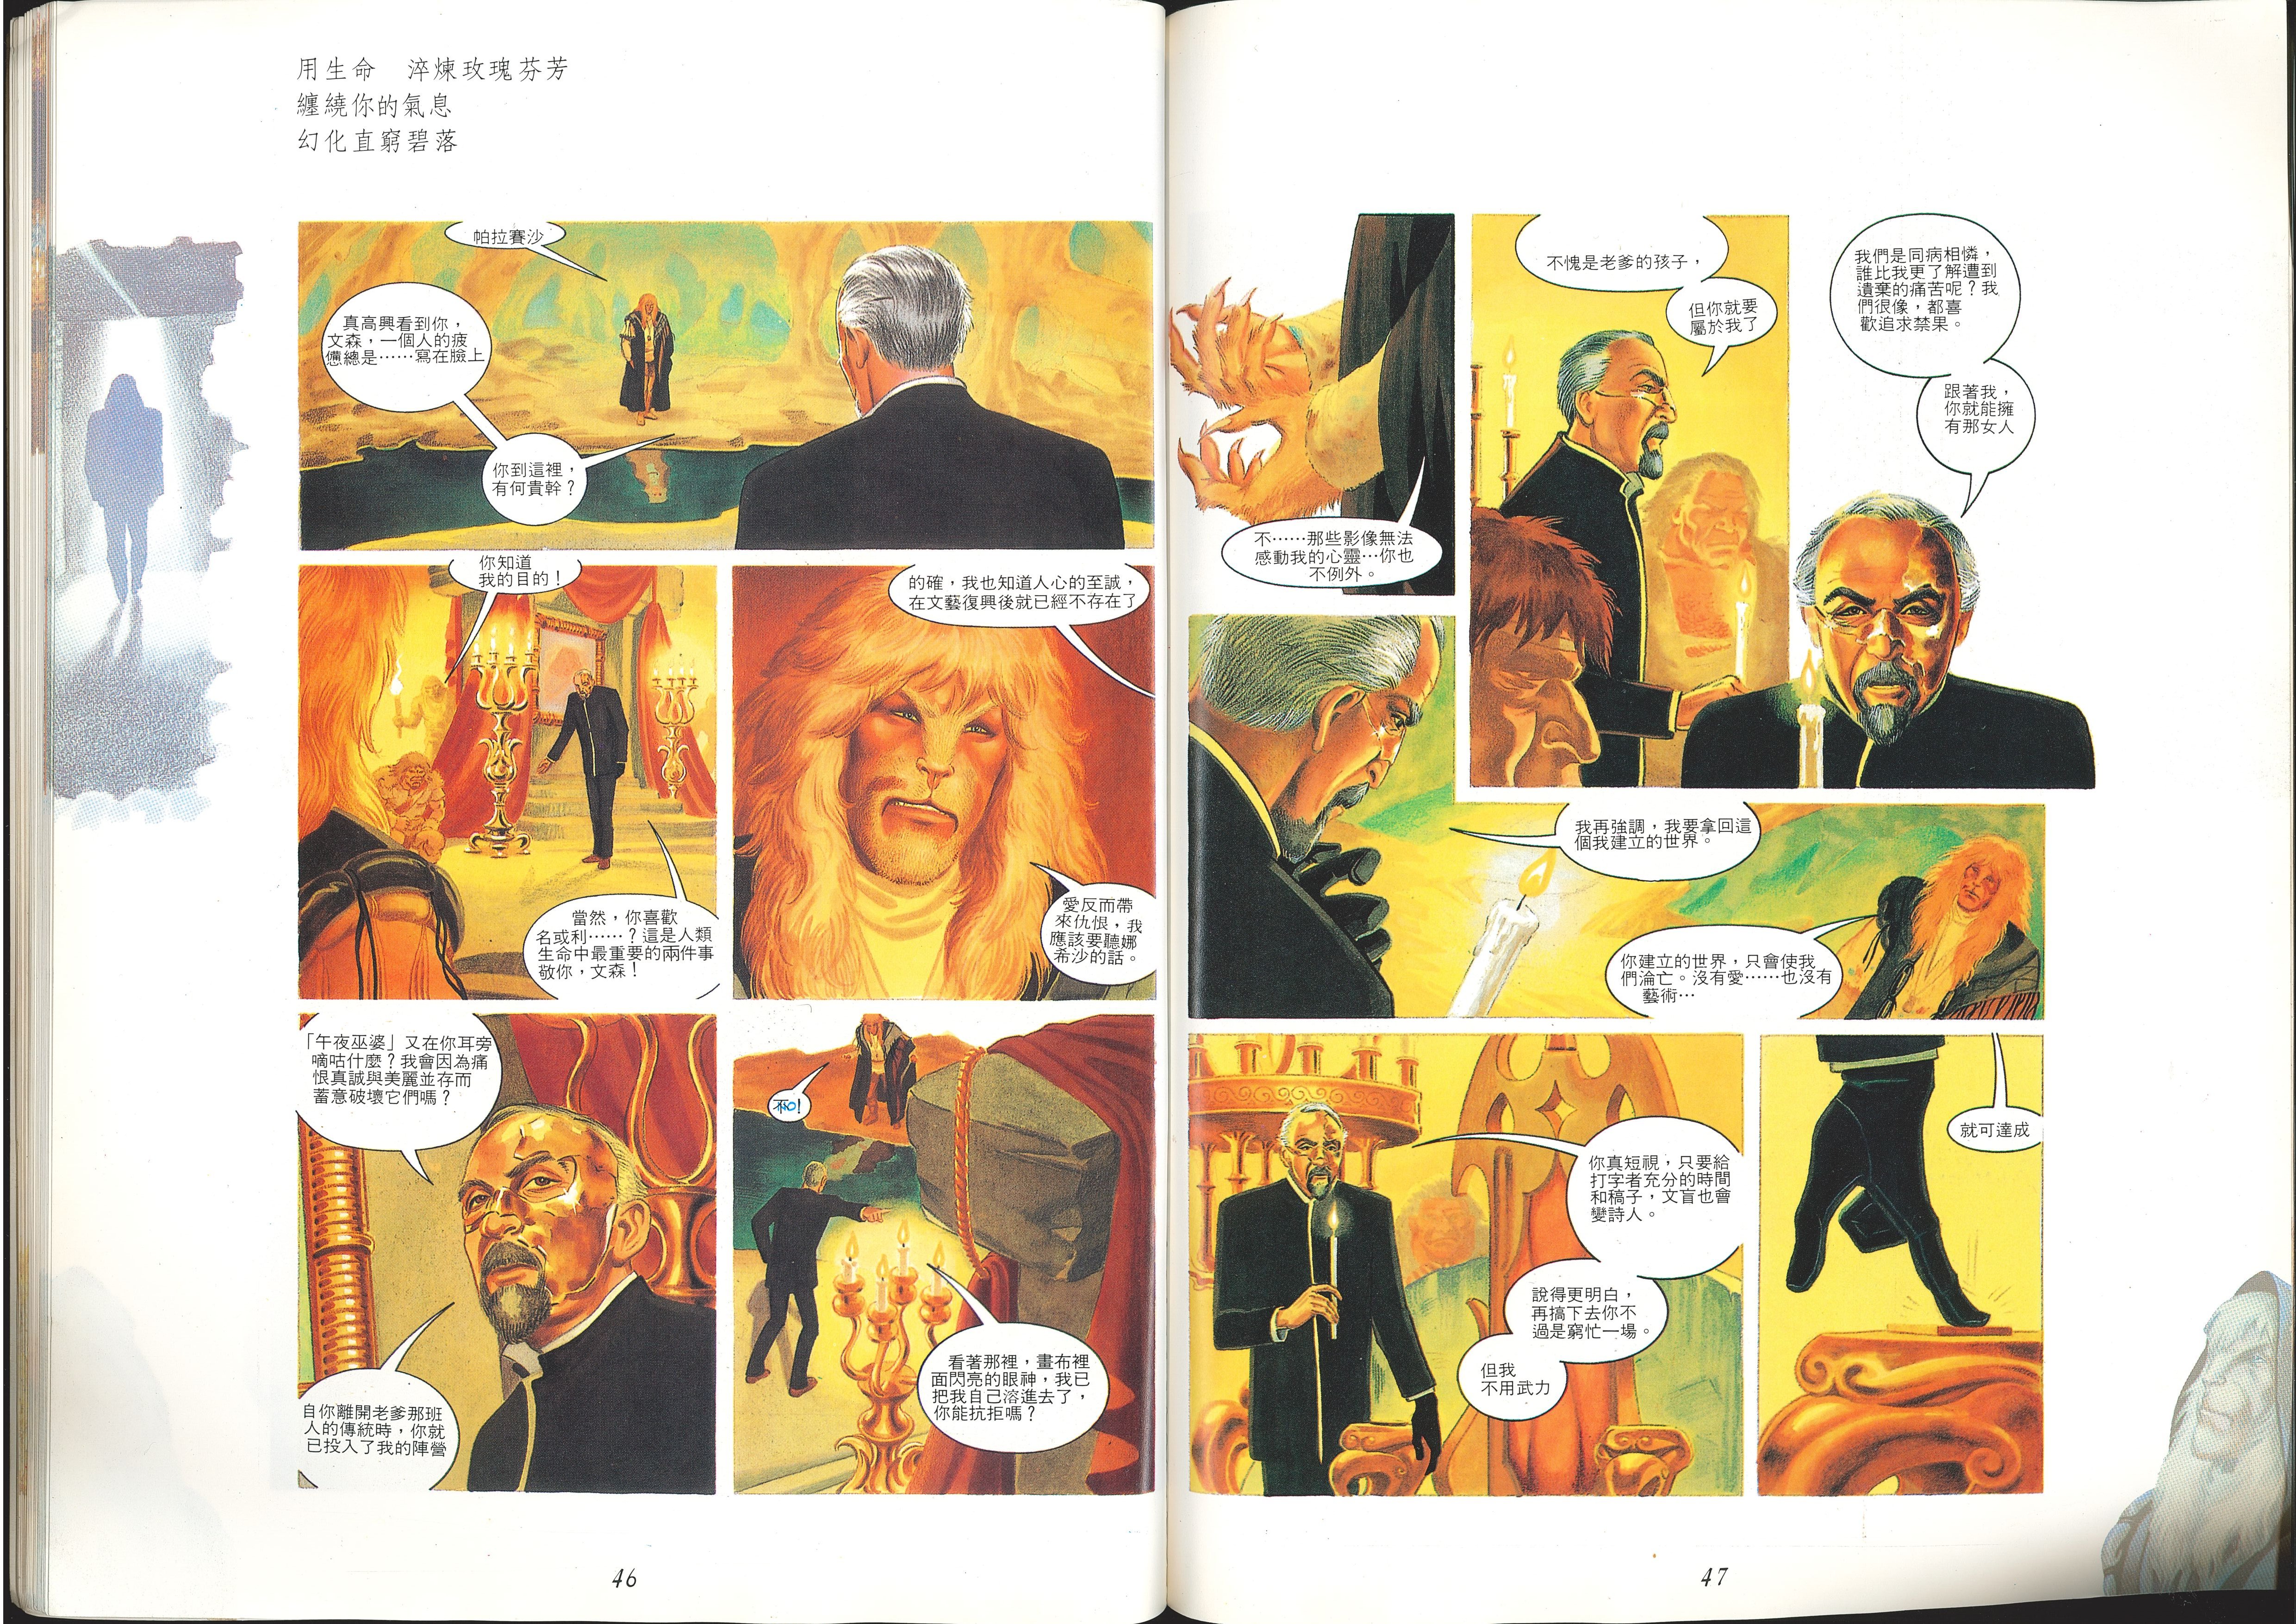 用生命　淬煉玫瑰芬芳
纏繞你的氣息
幻化直窮碧落
帕拉賽沙
真高興看到你，
文森，一個人的疲
憊總是⋯⋯寫在臉上
你到這裡，
有何貴幹？
你知道
我的目的！
當然，你喜歡
名或利⋯⋯？這是人類
生命中最重要的兩件事
敬你，文森！
的確，我也知道人心的至誠，
在文藝復興後就已經不存在了
愛反而帶
來仇恨，我
應該要聽娜
希沙的話。
「午夜巫婆」又在你耳旁
嘀咕什麼？我會因為痛
恨真誠與美麗並存而
蓄意破壞它們嗎？
自你離開老爹那班
人的傳統時，你就
已投入了我的陣營
看著那裡，畫布裡
面閃亮的眼神，我已
把我自己溶進去了，
你能抗拒嗎？
46
不⋯⋯那些影像無法
感動我的心靈⋯你也
不例外。
不愧是老爹的孩子，
但你就要
屬於我了
我們是同病相憐，
誰比我更了解遭到
遺棄的痛苦呢？我
們很像，都喜
歡追求禁果。
跟著我，
你就能擁
有那女人
我再強調，我要拿回這
個我建立的世界。
你建立的世界，只會使我
們淪亡。沒有愛⋯⋯也沒有
藝術⋯
你真短視，只要給
打字者充分的時間
和稿子，文盲也會
變詩人。
說得更明白，
再搞下去你不
過是窮忙一場。
但我
不用武力
就可達成
47